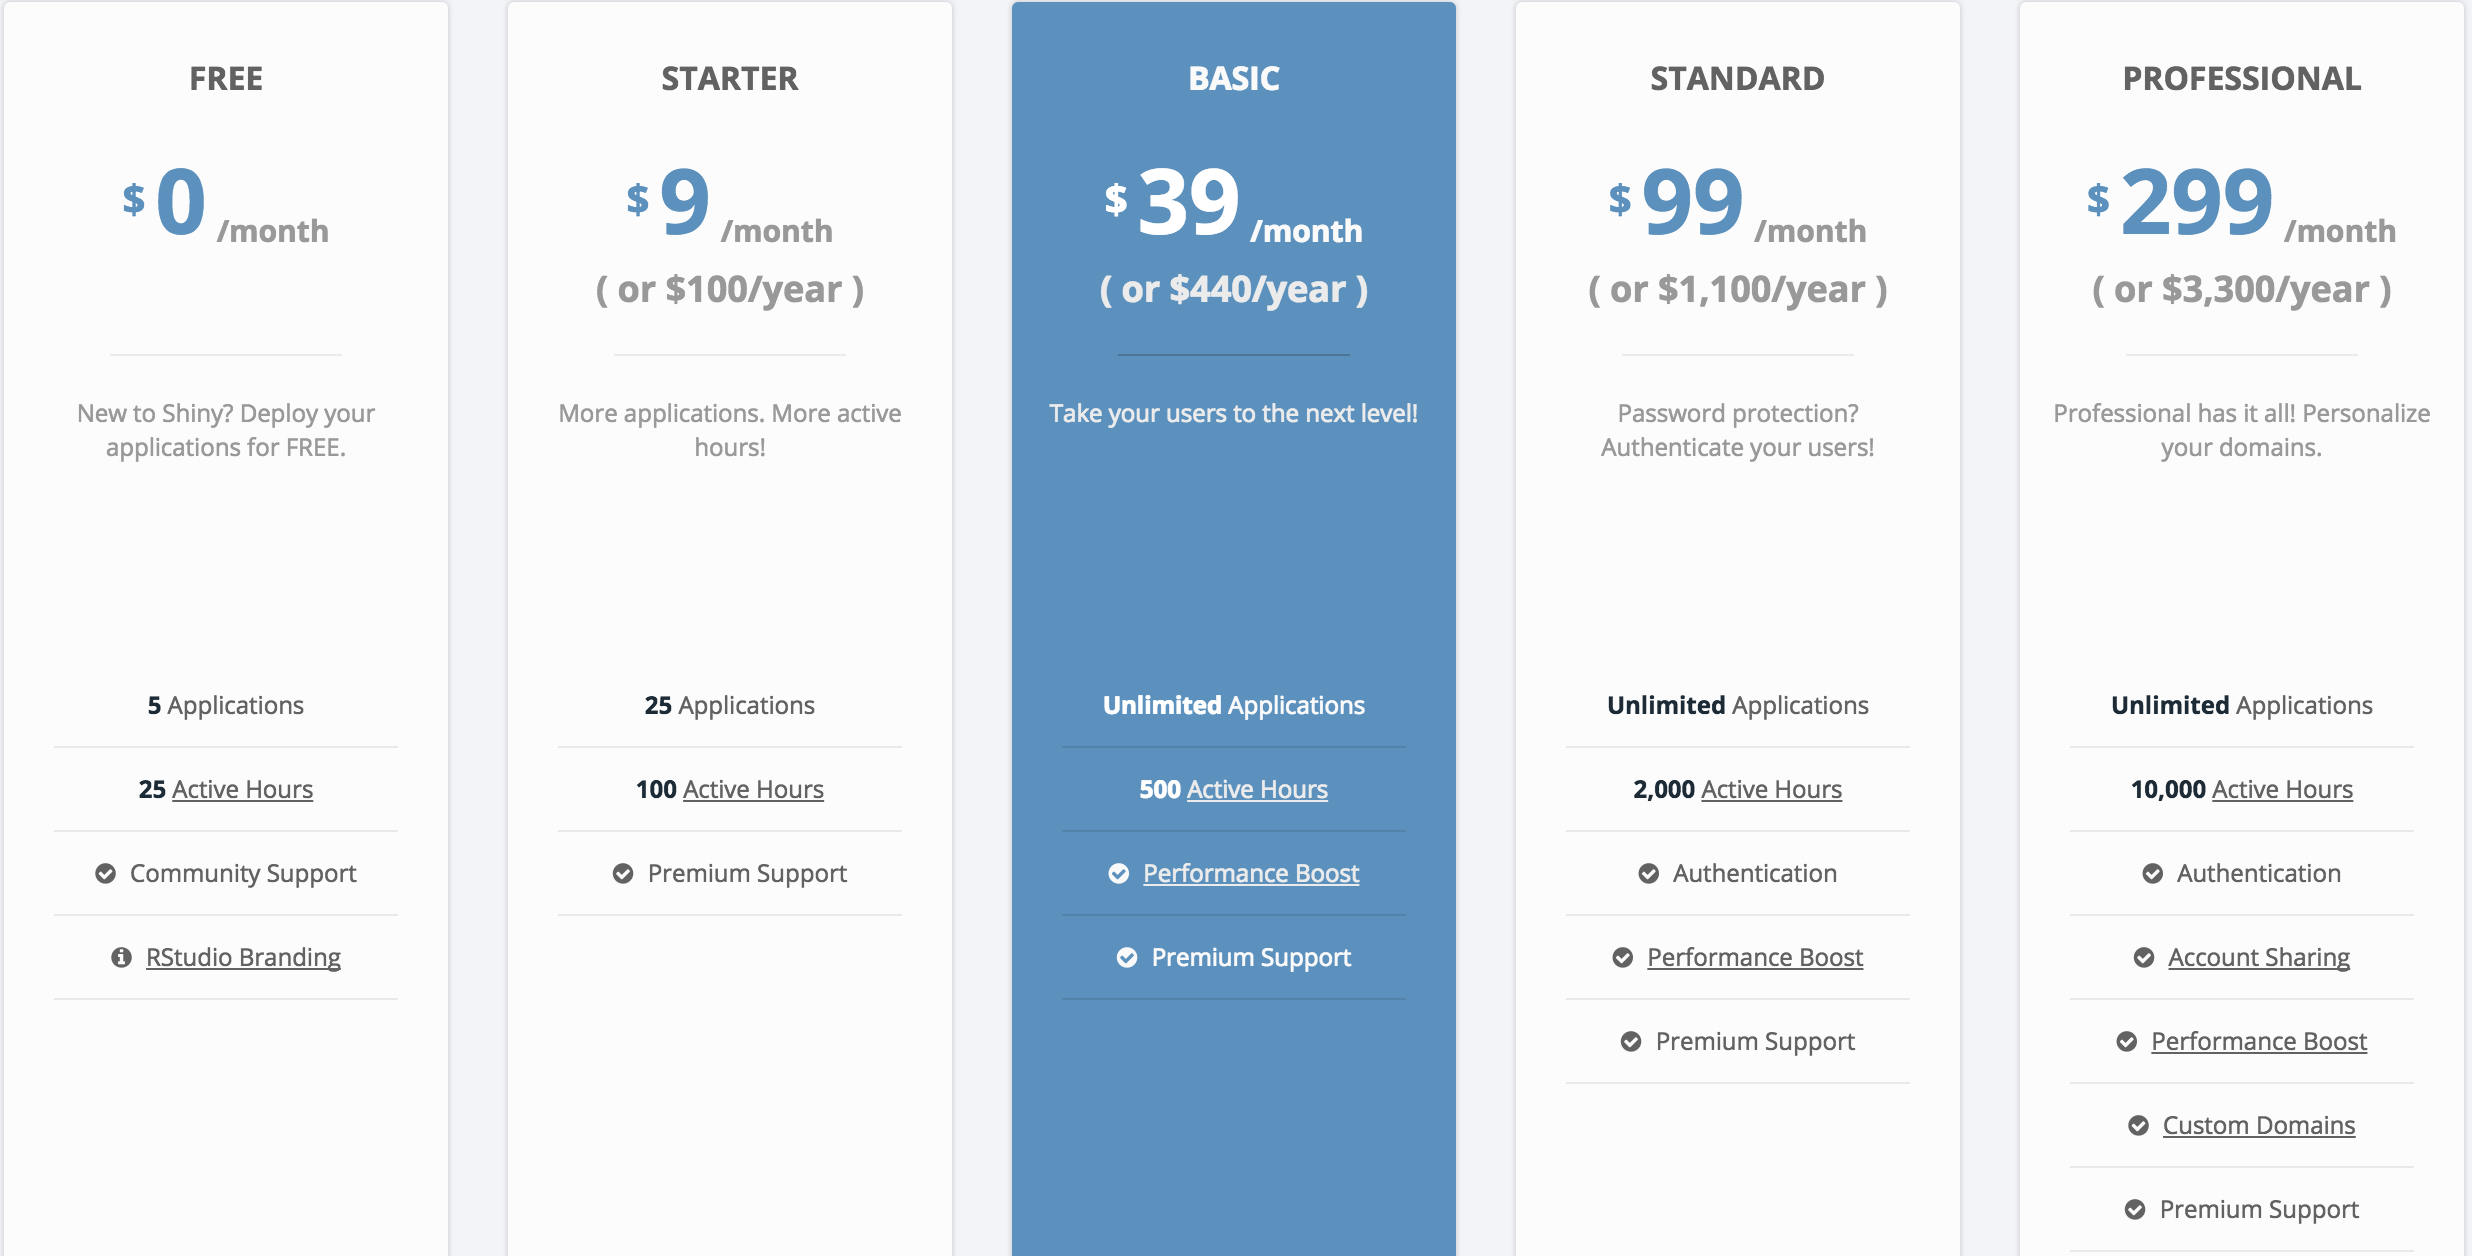 FREE
$ 0 /month
New to Shiny? Deploy your
applications for FREE.
5 Applications
25 Active Hours
Community Support
RStudio Branding
STARTER
$ 9 /month
( or $100/year )
More applications. More active
hours!
25 Applications
100 Active Hours
Premium Support
BASIC
$ 39 /month
( or $440/year )
Take your users to the next level!
Unlimited Applications
500 Active Hours
Performance Boost
Premium Support
STANDARD
$ 99 /month
( or $1,100/year )
Password protection?
Authenticate your users!
Unlimited Applications
2,000 Active Hours
Authentication
Performance Boost
Premium Support
PROFESSIONAL
$ 299 /month
( or $3,300/year )
Professional has it all! Personalize
your domains.
Unlimited Applications
10,000 Active Hours
Authentication
Account Sharing
Performance Boost
Custom Domains
Premium Support